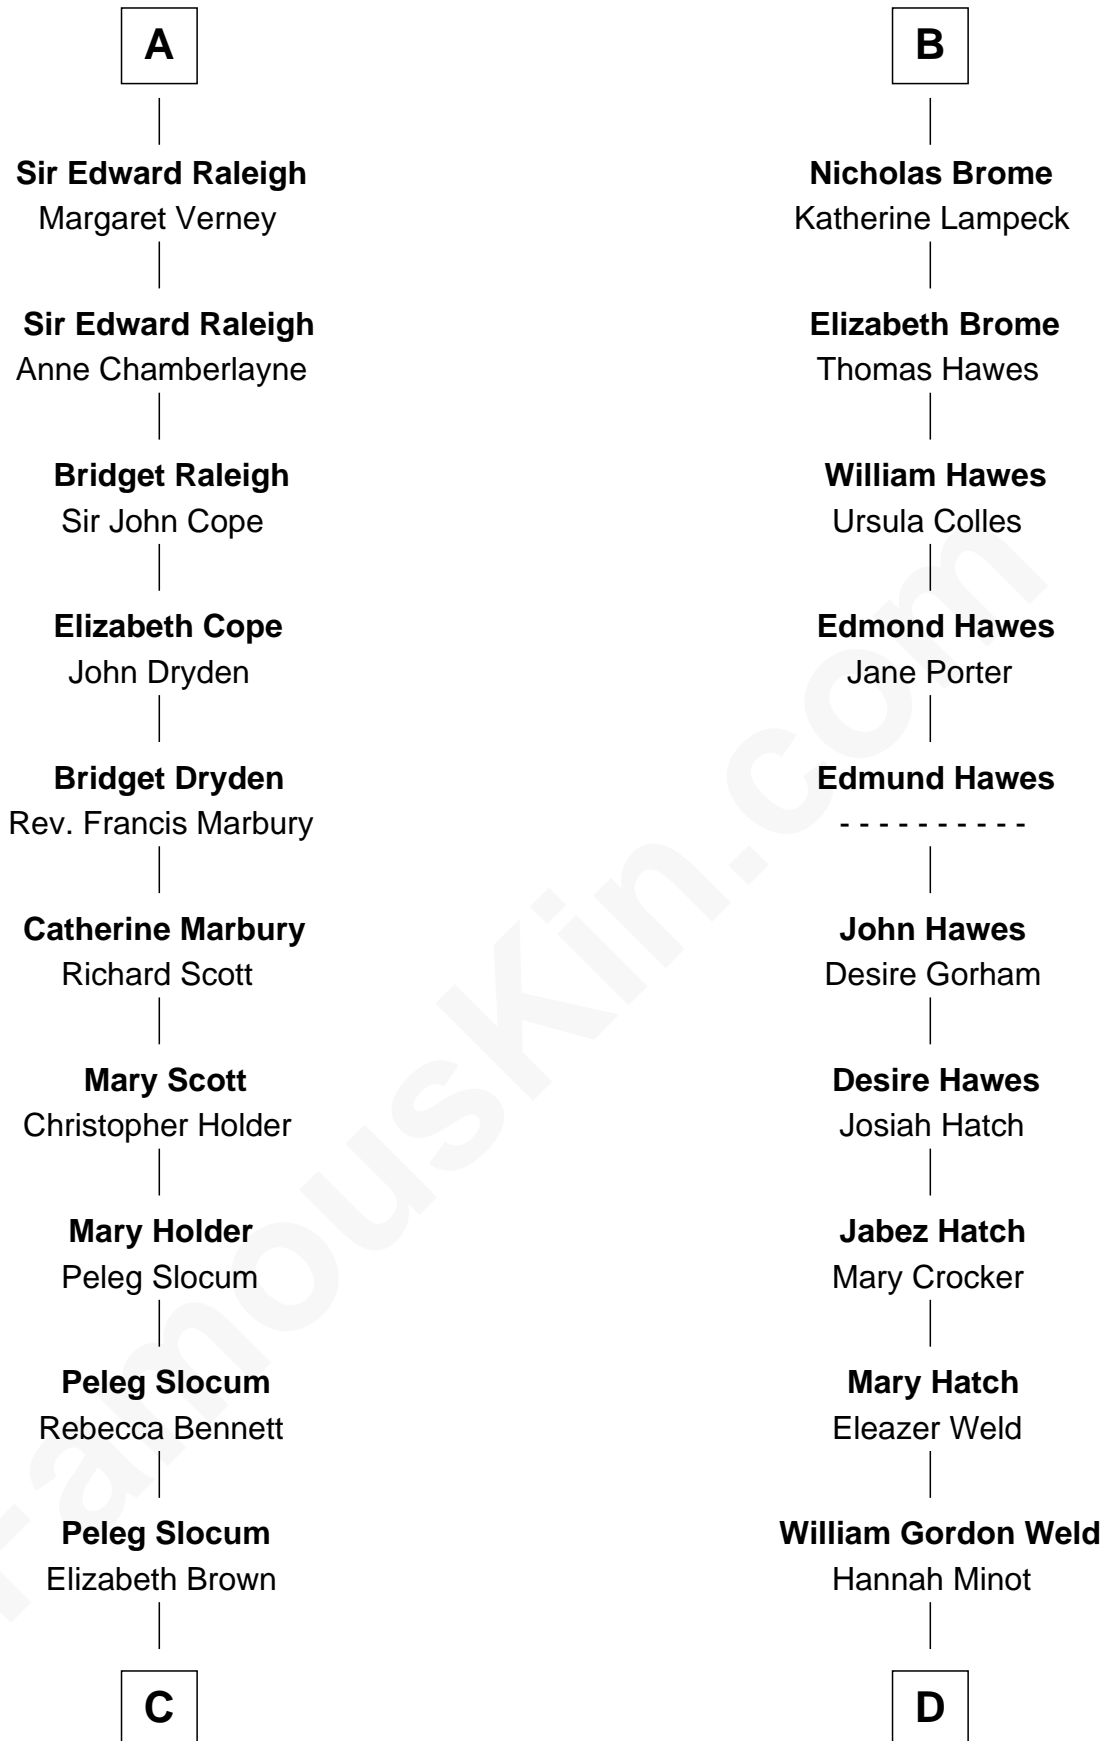 A
Sir Edward Raleigh
Margaret Verney
Sir Edward Raleigh
Anne Chamberlayne
Bridget Raleigh
Sir John Cope
Elizabeth Cope
John Dryden
Bridget Dryden
Rev. Francis Marbury
Catherine Marbury
Richard Scott
Mary Scott
Christopher Holder
Mary Holder
Peleg Slocum
Peleg Slocum
Rebecca Bennett
Peleg Slocum
Elizabeth Brown
C
B
Nicholas Brome
Katherine Lampeck
Elizabeth Brome
Thomas Hawes
William Hawes
Ursula Colles
Edmond Hawes
Jane Porter
Edmund Hawes
- - - - - - - - - -
John Hawes
Desire Gorham
Desire Hawes
Josiah Hatch
Jabez Hatch
Mary Crocker
Mary Hatch
Eleazer Weld
William Gordon Weld
Hannah Minot
D
FamousKin.com